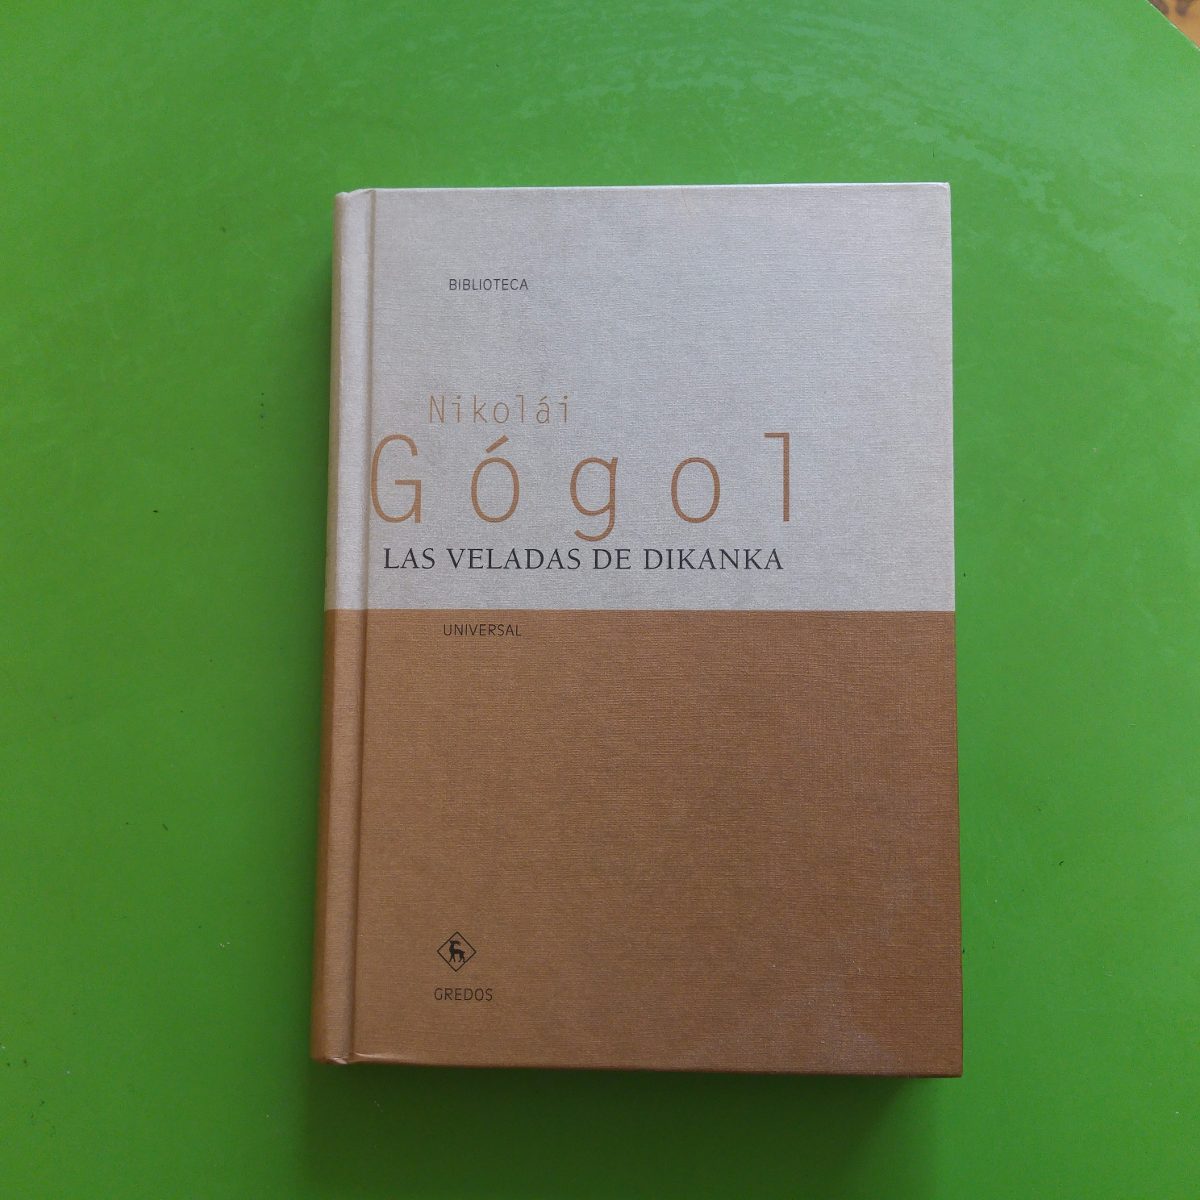 BIBLIOTECA
Nikolái
Gógol
LAS VELADAS DE DIKANKA
UNIVERSAL
GREDOS